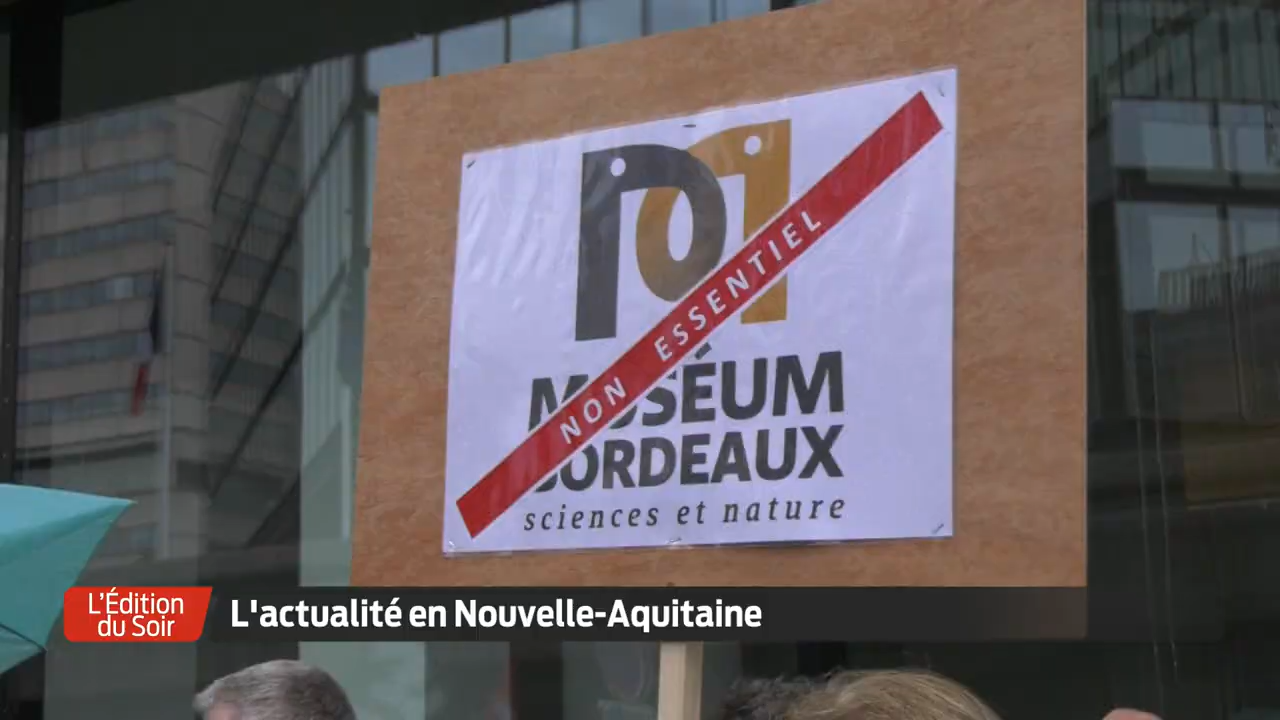 NON ESSENTIEL
MUSÉUM
BORDEAUX
sciences et nature
L'Édition
du Soir
L'actualité en Nouvelle-Aquitaine